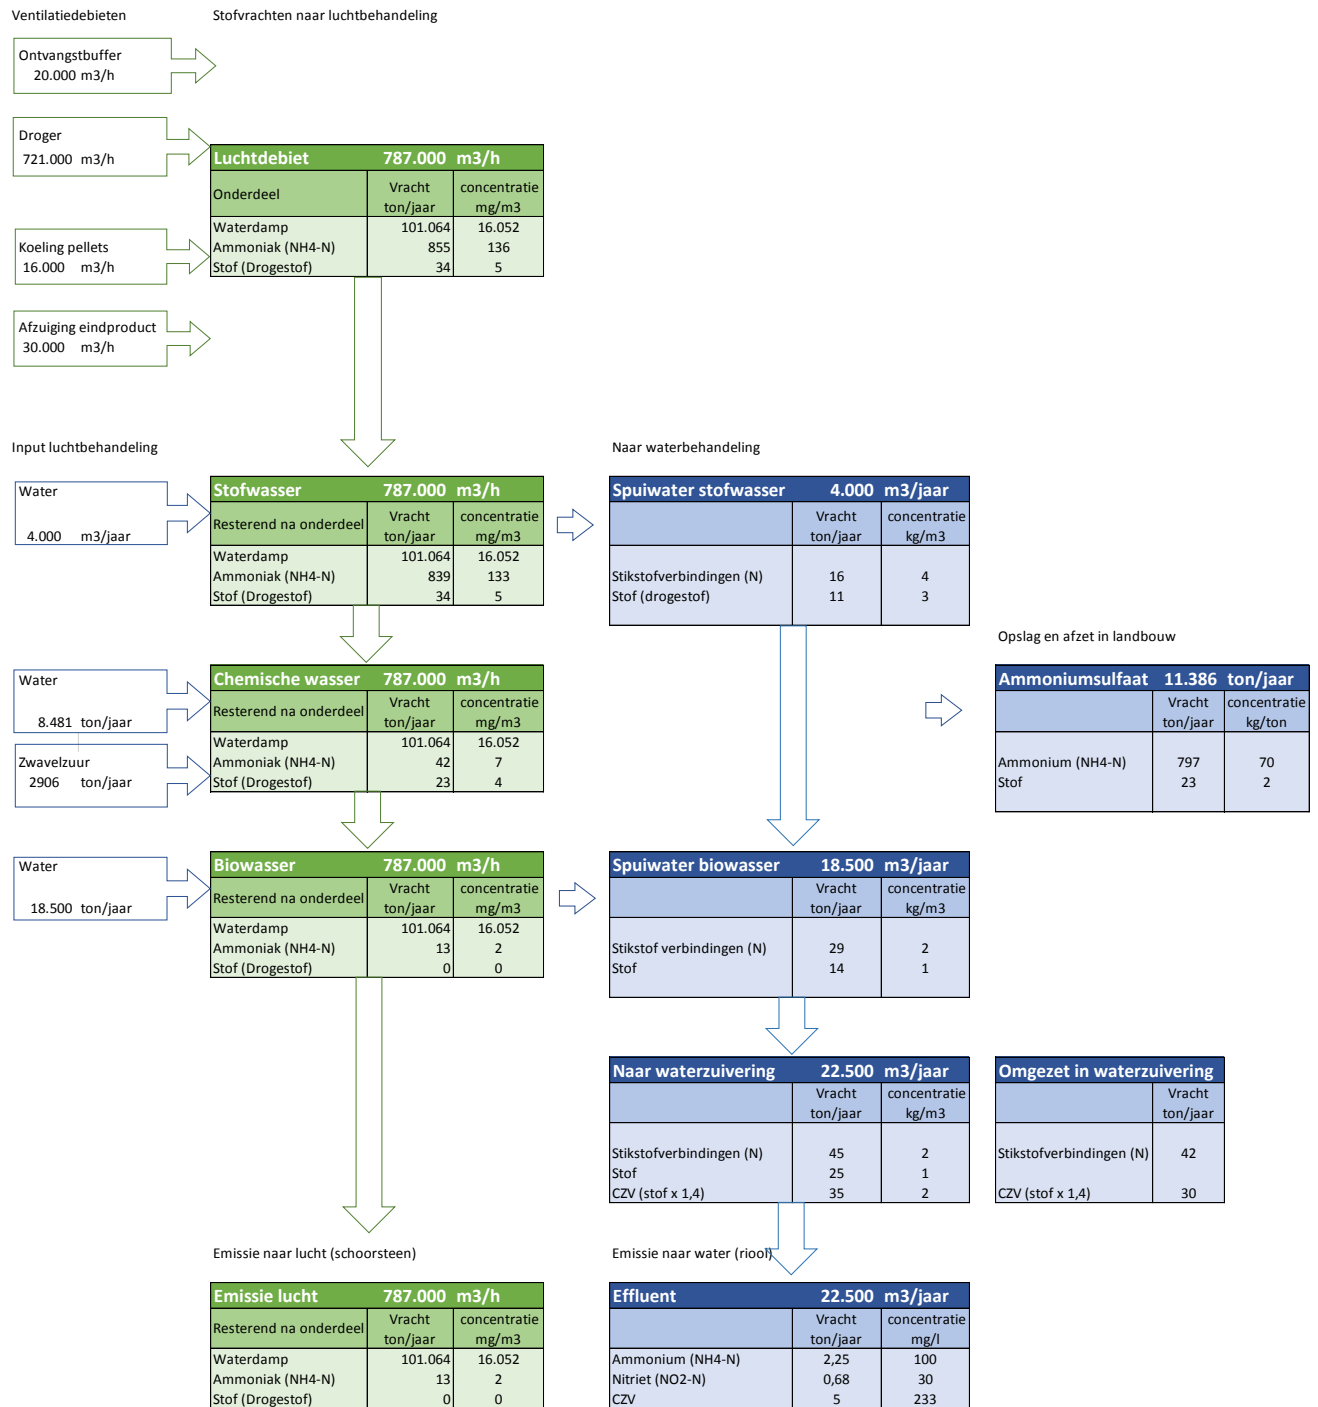 Ventilatiedebieten
Stofvrachten naar luchtbehandeling
Ontvangstbuffer
20.000 m3/h
Droger
721.000 m3/h
Luchtdebiet 787.000 m3/h
Onderdeel Vracht ton/jaar concentratie mg/m3
Waterdamp 101.064 16.052
Ammoniak (NH4-N) 855 136
Stof (Drogestof) 34 5
Koeling pellets
16.000 m3/h
Afzuiging eindproduct
30.000 m3/h
Input luchtbehandeling
Naar waterbehandeling
Water
4.000 m3/jaar
Stofwasser 787.000 m3/h
Resterend na onderdeel Vracht ton/jaar concentratie mg/m3
Waterdamp 101.064 16.052
Ammoniak (NH4-N) 839 133
Stof (Drogestof) 34 5
Spuiwater stofwasser 4.000 m3/jaar
Vracht ton/jaar concentratie kg/m3
Stikstofverbindingen (N) 16 4
Stof (drogestof) 11 3
Opslag en afzet in landbouw
Water
8.481 ton/jaar
Zwavelzuur
2906 ton/jaar
Chemische wasser 787.000 m3/h
Resterend na onderdeel Vracht ton/jaar concentratie mg/m3
Waterdamp 101.064 16.052
Ammoniak (NH4-N) 42 7
Stof (Drogestof) 23 4
Ammoniumsulfaat 11.386 ton/jaar
Vracht ton/jaar concentratie kg/ton
Ammonium (NH4-N) 797 70
Stof 23 2
Water
18.500 ton/jaar
Biowasser 787.000 m3/h
Resterend na onderdeel Vracht ton/jaar concentratie mg/m3
Waterdamp 101.064 16.052
Ammoniak (NH4-N) 13 2
Stof (Drogestof) 0 0
Spuiwater biowasser 18.500 m3/jaar
Vracht ton/jaar concentratie kg/m3
Stikstof verbindingen (N) 29 2
Stof 14 1
Naar waterzuivering 22.500 m3/jaar
Vracht ton/jaar concentratie kg/m3
Stikstofverbindingen (N) 45 2
Stof 25 1
CZV (stof x 1,4) 35 2
Omgezet in waterzuivering
Vracht ton/jaar
Stikstofverbindingen (N) 42
CZV (stof x 1,4) 30
Emissie naar lucht (schoorsteen)
Emissie naar water (riool)
Emissie lucht 787.000 m3/h
Resterend na onderdeel Vracht ton/jaar concentratie mg/m3
Waterdamp 101.064 16.052
Ammoniak (NH4-N) 13 2
Stof (Drogestof) 0 0
Effluent 22.500 m3/jaar
Vracht ton/jaar concentratie mg/l
Ammonium (NH4-N) 2,25 100
Nitriet (NO2-N) 0,68 30
CZV 5 233